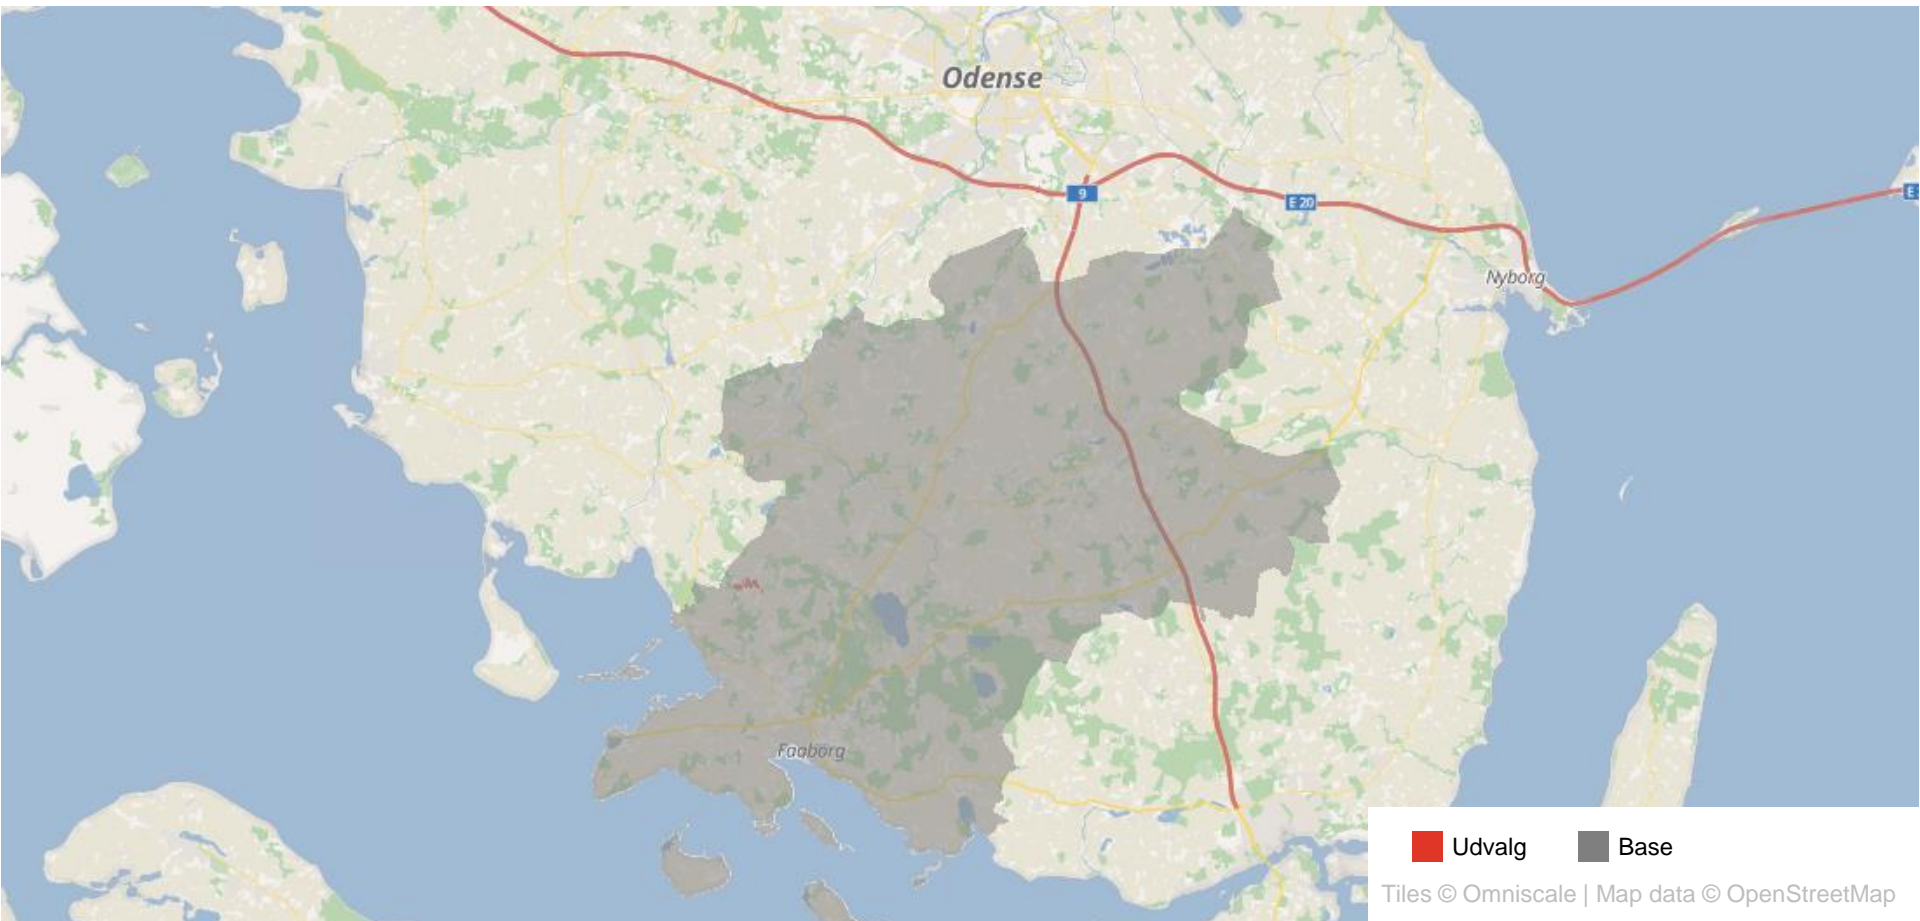 Odense
9
E 20
E
Nyborg
Faaborg
Udvalg
Base
Tiles © Omniscale | Map data © OpenStreetMap